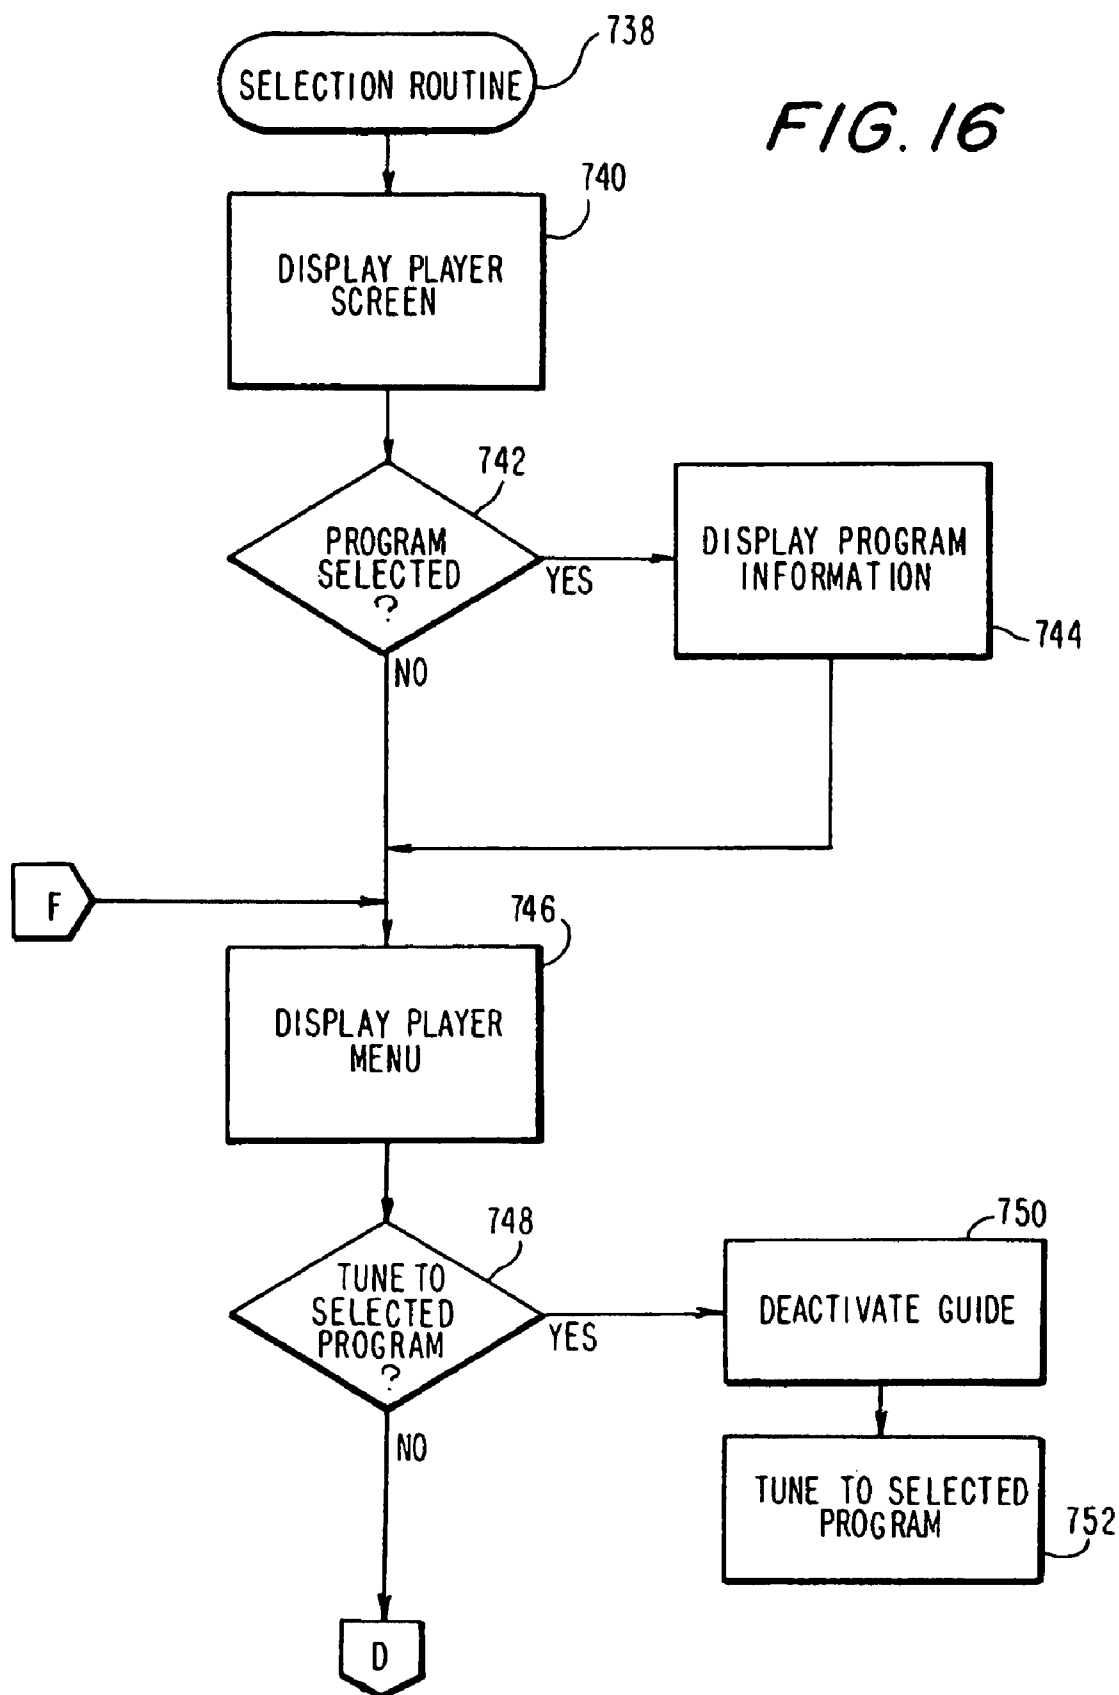 738
SELECTION ROUTINE
FIG. 16
740
DISPLAY PLAYER
SCREEN
742
PROGRAM
SELECTED
?
YES
DISPLAY PROGRAM
INFORMATION
744
NO
F
746
DISPLAY PLAYER
MENU
748
TUNE TO
SELECTED
PROGRAM
?
YES
750
DEACTIVATE GUIDE
NO
TUNE TO SELECTED
PROGRAM
752
D